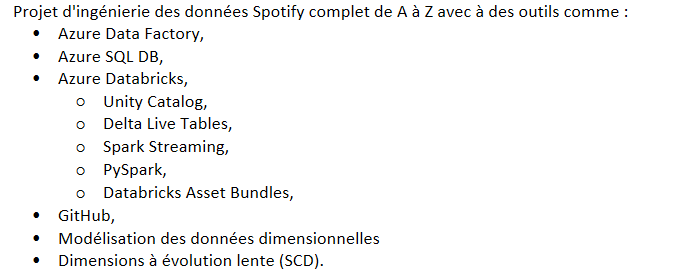 Projet d'ingénierie des données Spotify complet de A à Z avec à des outils comme :
• Azure Data Factory,
• Azure SQL DB,
• Azure Databricks,
o Unity Catalog,
o Delta Live Tables,
o Spark Streaming,
o PySpark,
o Databricks Asset Bundles,
• GitHub,
• Modélisation des données dimensionnelles
• Dimensions à évolution lente (SCD).